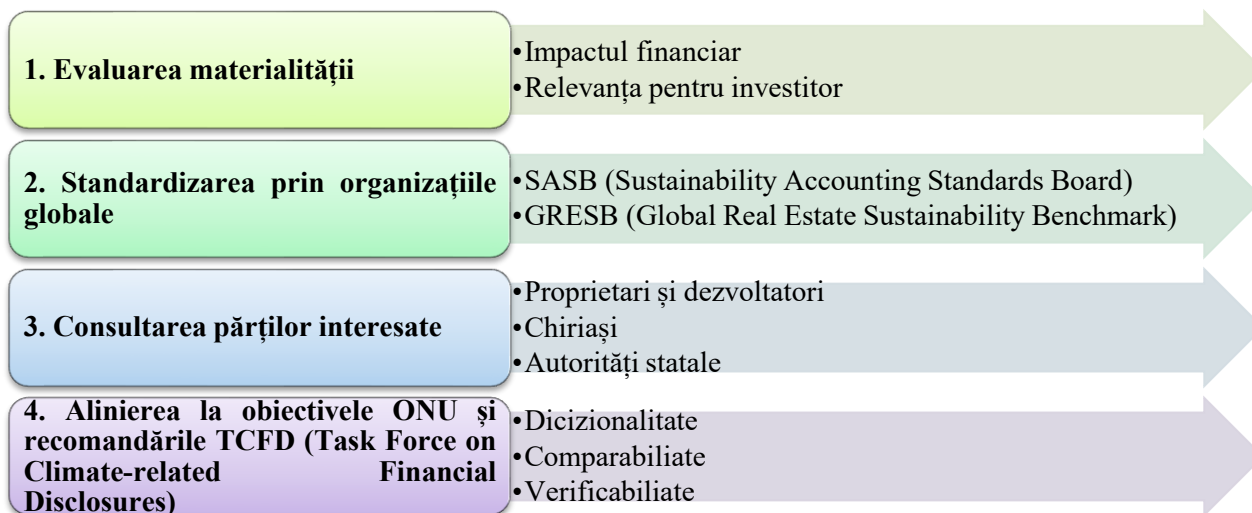 1. Evaluarea materialității
•Impactul financiar
•Relevanța pentru investitor
2. Standardizarea prin organizațiile
globale
•SASB (Sustainability Accounting Standards Board)
•GRESB (Global Real Estate Sustainability Benchmark)
3. Consultarea părților interesate
•Proprietari și dezvoltatori
•Chiriași
•Autorități statale
4. Alinierea la obiectivele ONU și
recomandările TCFD (Task Force on
Climate-related Financial
Disclosures)
•Dicizionalitate
•Comparabiliate
•Verificabiliate